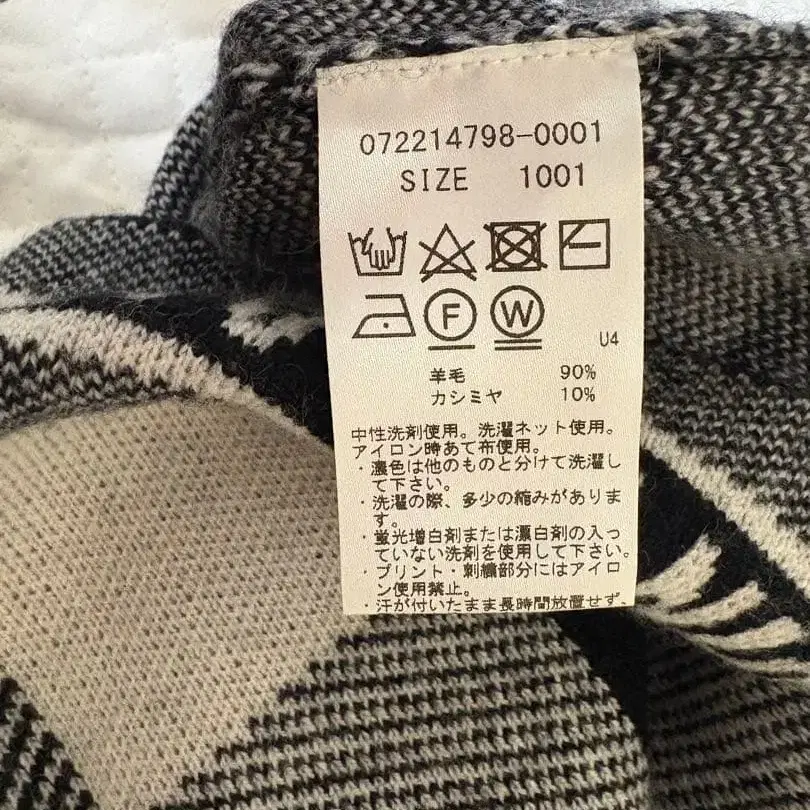 072214798-0001
SIZE 1001
F W
U4
羊毛 90%
カシミヤ 10%
中性洗剤使用。洗濯ネット使用。
アイロン時あて布使用。
・濃色は他のものと分けて洗濯し
て下さい。
・洗濯の際、多少の縮みがありま
す。
・蛍光増白剤または漂白剤の入っ
ていない洗剤を使用して下さい。
・プリント・刺繍部分にはアイロ
ン使用禁止。
・汗が付いたまま長時間放置せず、